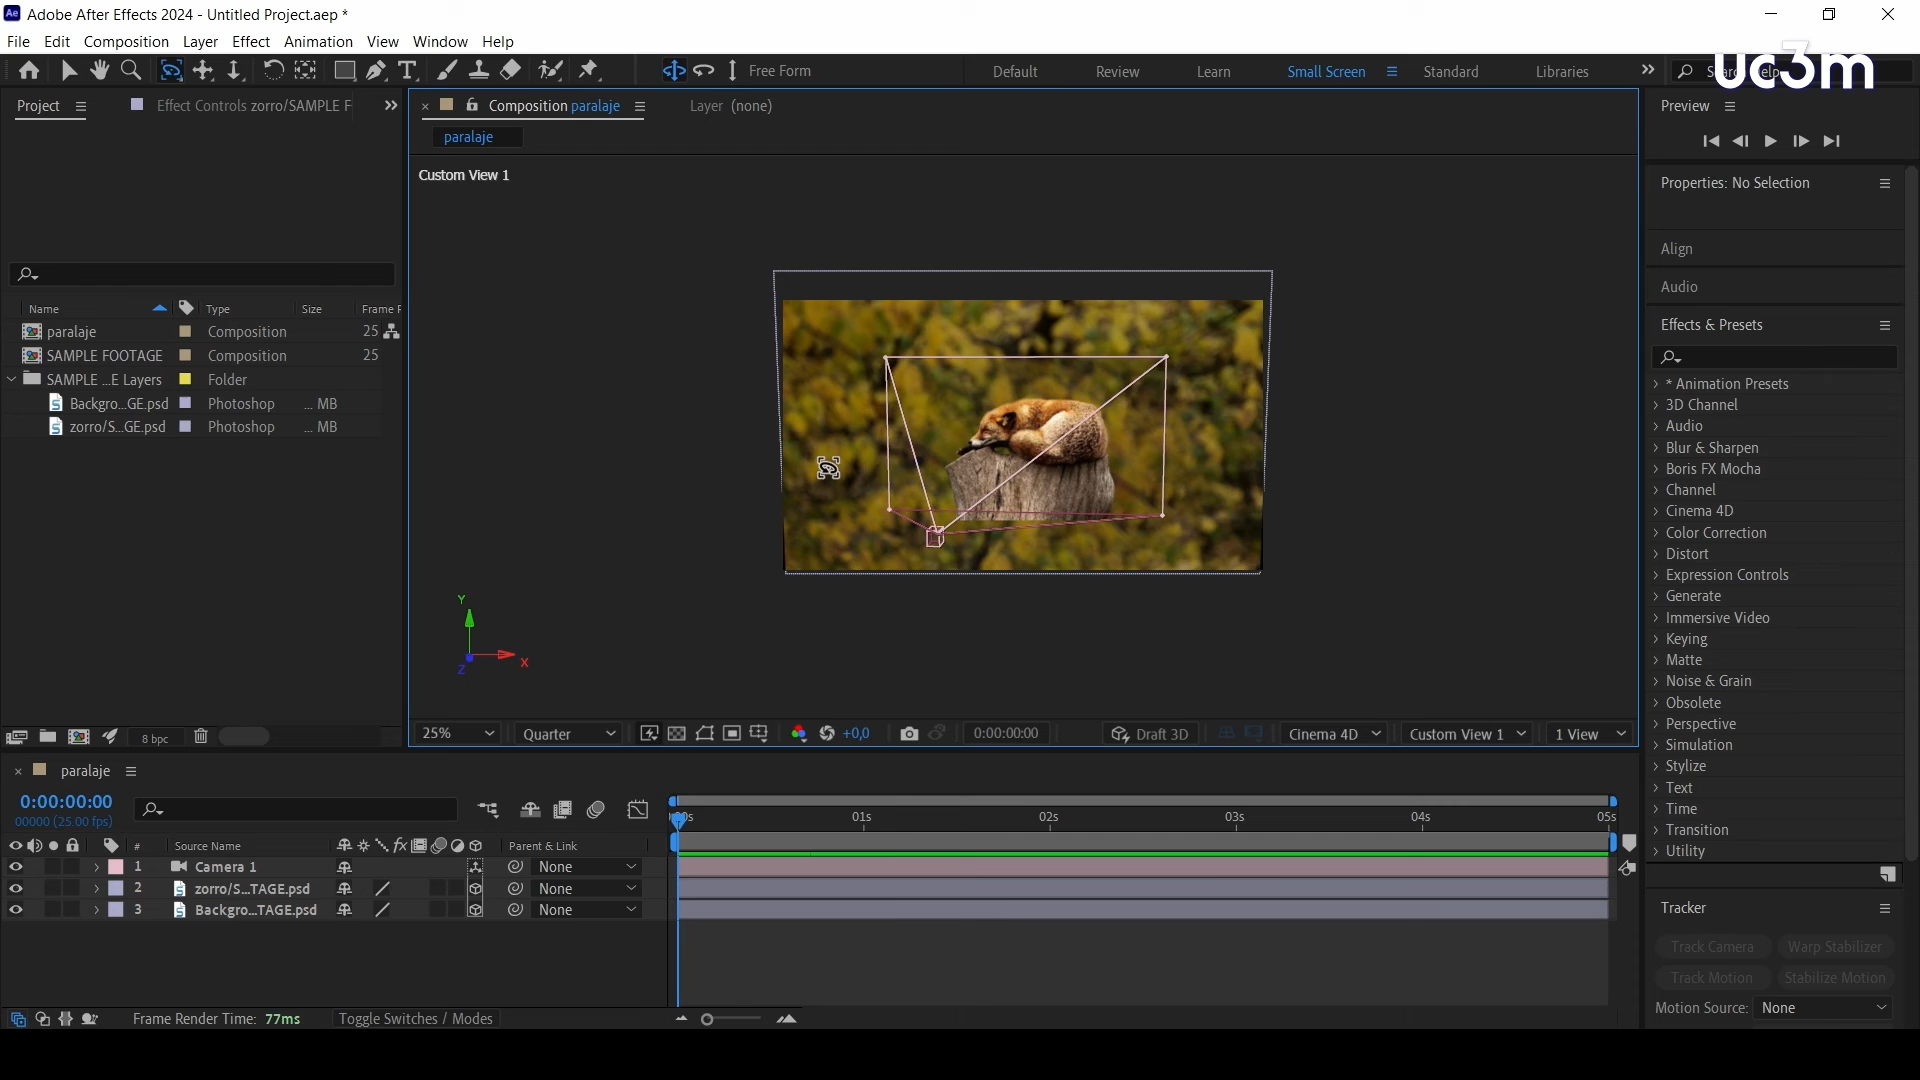 Adobe After Effects 2024 - Untitled Project.aep *
File Edit Composition Layer Effect Animation View Window Help
Free Form
Default Review Learn Small Screen Standard Libraries
uc3m
Project Effect Controls zorro/SAMPLE F
Composition paralaje Layer (none)
paralaje
Custom View 1
Name Type Size Frame F
paralaje Composition 25
SAMPLE FOOTAGE Composition 25
SAMPLE ...E Layers Folder
Backgro...GE.psd Photoshop ... MB
zorro/S...GE.psd Photoshop ... MB
Y
X
Z
8 bpc
25% Quarter +0,0 0:00:00:00 Draft 3D Cinema 4D Custom View 1 1 View
Preview
Properties: No Selection
Align
Audio
Effects & Presets
* Animation Presets
3D Channel
Audio
Blur & Sharpen
Boris FX Mocha
Channel
Cinema 4D
Color Correction
Distort
Expression Controls
Generate
Immersive Video
Keying
Matte
Noise & Grain
Obsolete
Perspective
Simulation
Stylize
Text
Time
Transition
Utility
Tracker
Track Camera Warp Stabilizer
Track Motion Stabilize Motion
Motion Source: None
paralaje
0:00:00:00
00000 (25.00 fps)
01s 02s 03s 04s 05s
# Source Name fx Parent & Link
1 Camera 1 None
2 zorro/S...TAGE.psd None
3 Backgro...TAGE.psd None
Frame Render Time: 77ms Toggle Switches / Modes